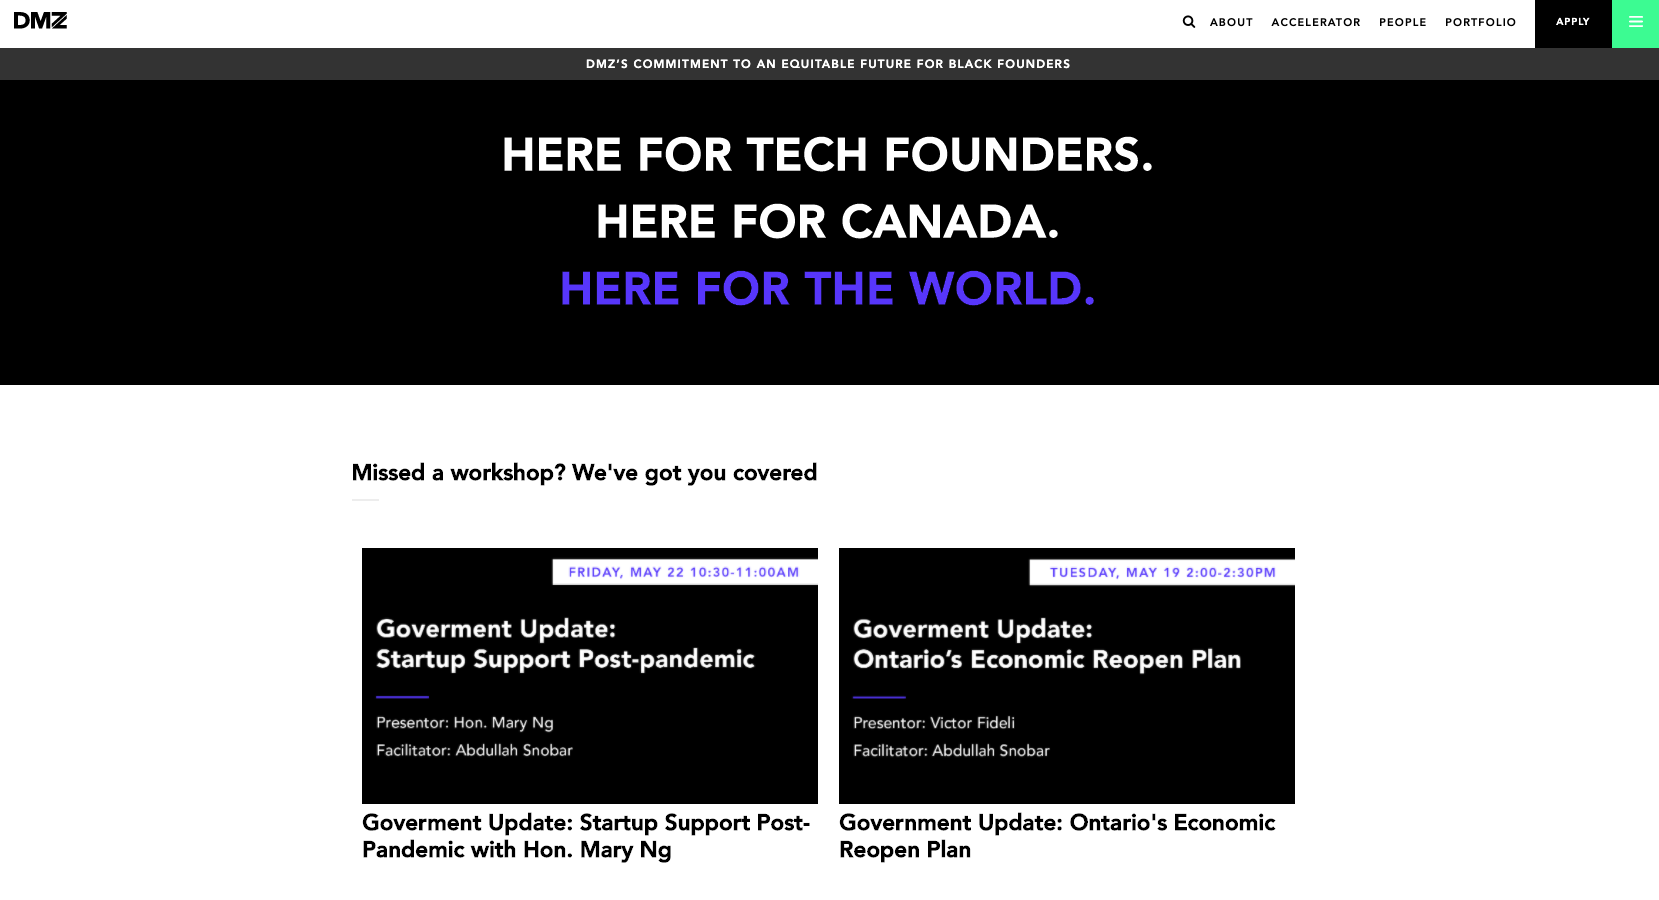 DMZ
ABOUT ACCELERATOR PEOPLE PORTFOLIO APPLY
DMZ'S COMMITMENT TO AN EQUITABLE FUTURE FOR BLACK FOUNDERS
HERE FOR TECH FOUNDERS.
HERE FOR CANADA.
HERE FOR THE WORLD.
Missed a workshop? We've got you covered
FRIDAY, MAY 22 10:30-11:00AM
Goverment Update:
Startup Support Post-pandemic
Presentor: Hon. Mary Ng
Facilitator: Abdullah Snobar
Goverment Update: Startup Support Post-
Pandemic with Hon. Mary Ng
TUESDAY, MAY 19 2:00-2:30PM
Goverment Update:
Ontario's Economic Reopen Plan
Presentor: Victor Fideli
Facilitator: Abdullah Snobar
Government Update: Ontario's Economic
Reopen Plan